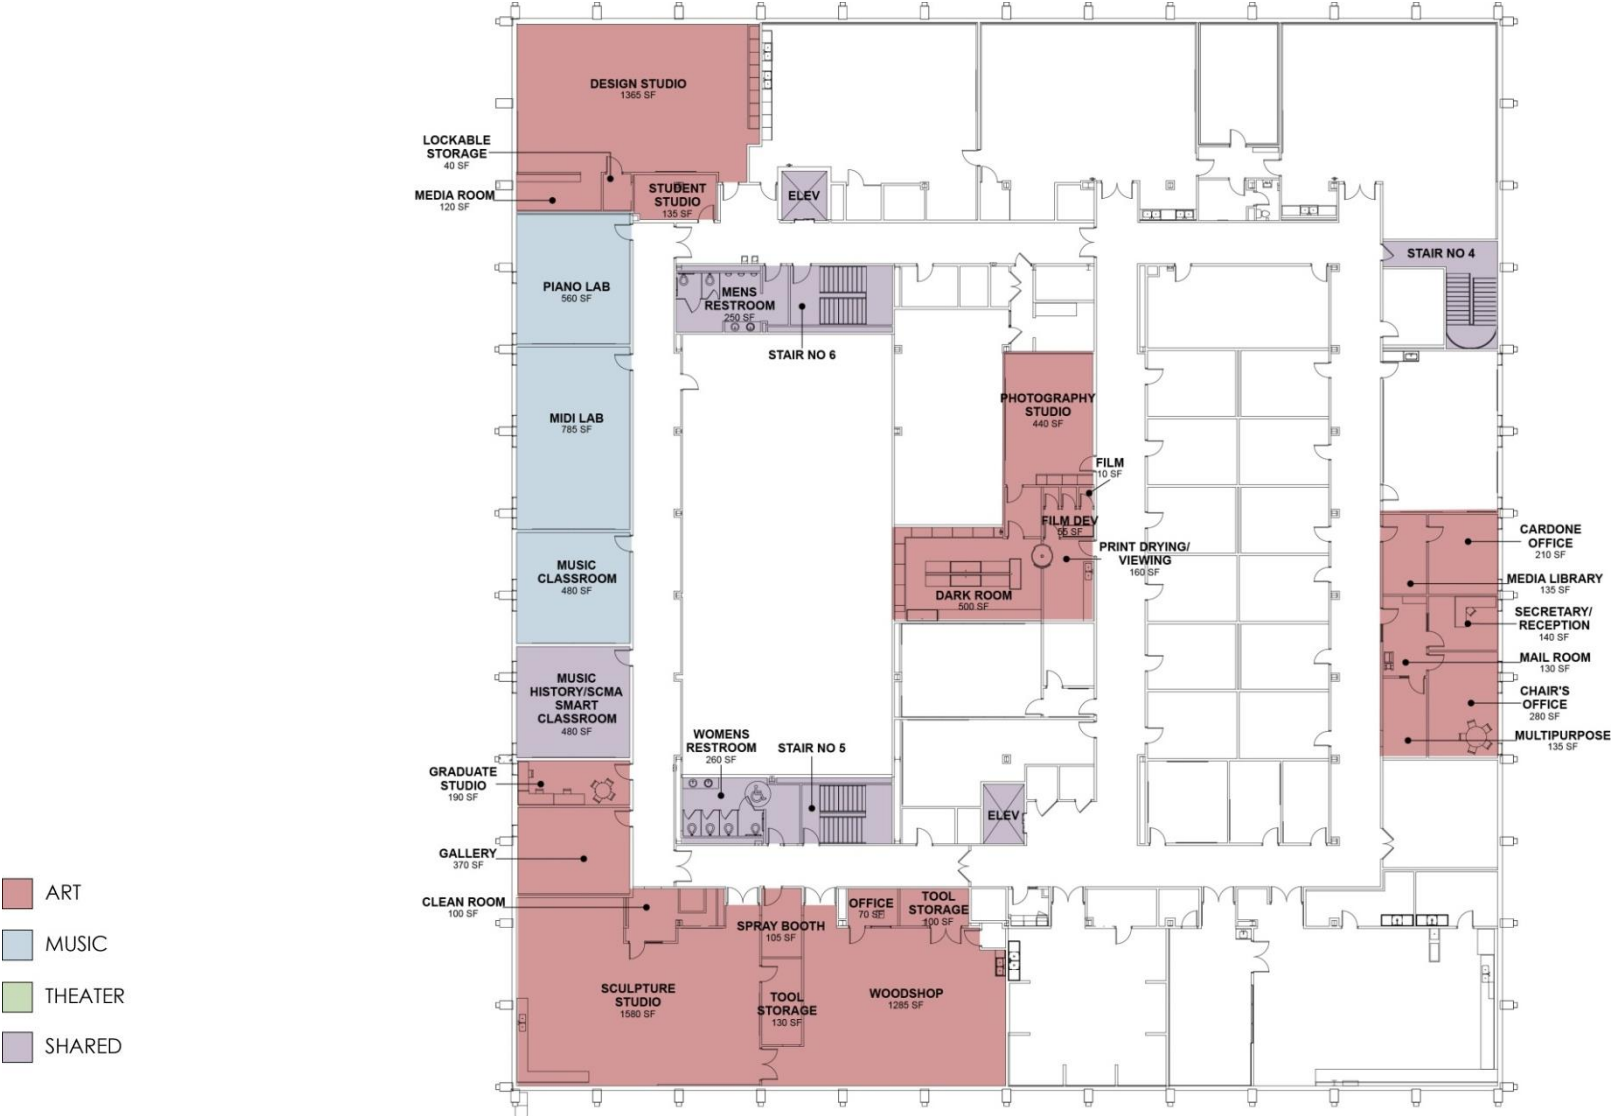 DESIGN STUDIO
1365 SF
LOCKABLE
STORAGE
40 SF
MEDIA ROOM
120 SF
STUDENT
STUDIO
135 SF
ELEV
STAIR NO 4
PIANO LAB
560 SF
MENS
RESTROOM
250 SF
STAIR NO 6
MIDI LAB
785 SF
PHOTOGRAPHY
STUDIO
440 SF
FILM
10 SF
FILM DEV
55 SF
PRINT DRYING/
VIEWING
160 SF
DARK ROOM
500 SF
MUSIC
CLASSROOM
480 SF
CARDONE
OFFICE
210 SF
MEDIA LIBRARY
135 SF
SECRETARY/
RECEPTION
140 SF
MAIL ROOM
130 SF
CHAIR'S
OFFICE
280 SF
MULTIPURPOSE
135 SF
MUSIC
HISTORY/SCMA
SMART
CLASSROOM
480 SF
WOMENS
RESTROOM
260 SF
STAIR NO 5
GRADUATE
STUDIO
190 SF
ELEV
GALLERY
370 SF
CLEAN ROOM
100 SF
SPRAY BOOTH
105 SF
OFFICE
70 SF
TOOL
STORAGE
100 SF
SCULPTURE
STUDIO
1580 SF
TOOL
STORAGE
130 SF
WOODSHOP
1285 SF
ART
MUSIC
THEATER
SHARED